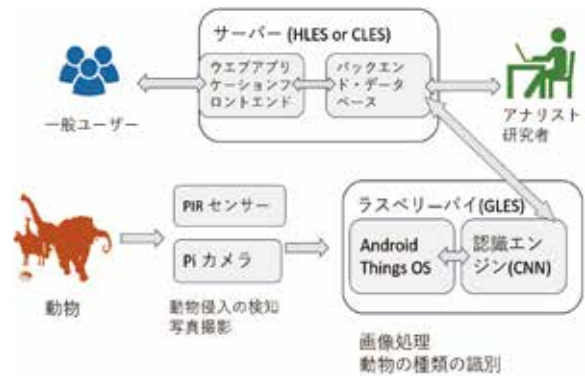 サーバー (HLES or CLES)
ウエブアプリ
ケーションフ
ロントエンド
バックエン
ド・データ
ベース
一般ユーザー
アナリスト
研究者
PIR センサー
Pi カメラ
動物
動物侵入の検知
写真撮影
ラスベリーパイ(GLES)
Android
Things OS
認識エン
ジン(CNN)
画像処理
動物の種類の識別